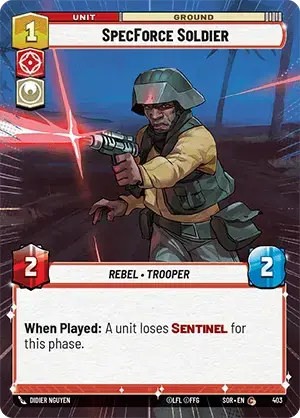 UNIT GROUND
1 SPECFORCE SOLDIER
2 REBEL • TROOPER 2
When Played: A unit loses SENTINEL for
this phase.
DIDIER NGUYEN ©LFL ©FFG SOR • EN C 403